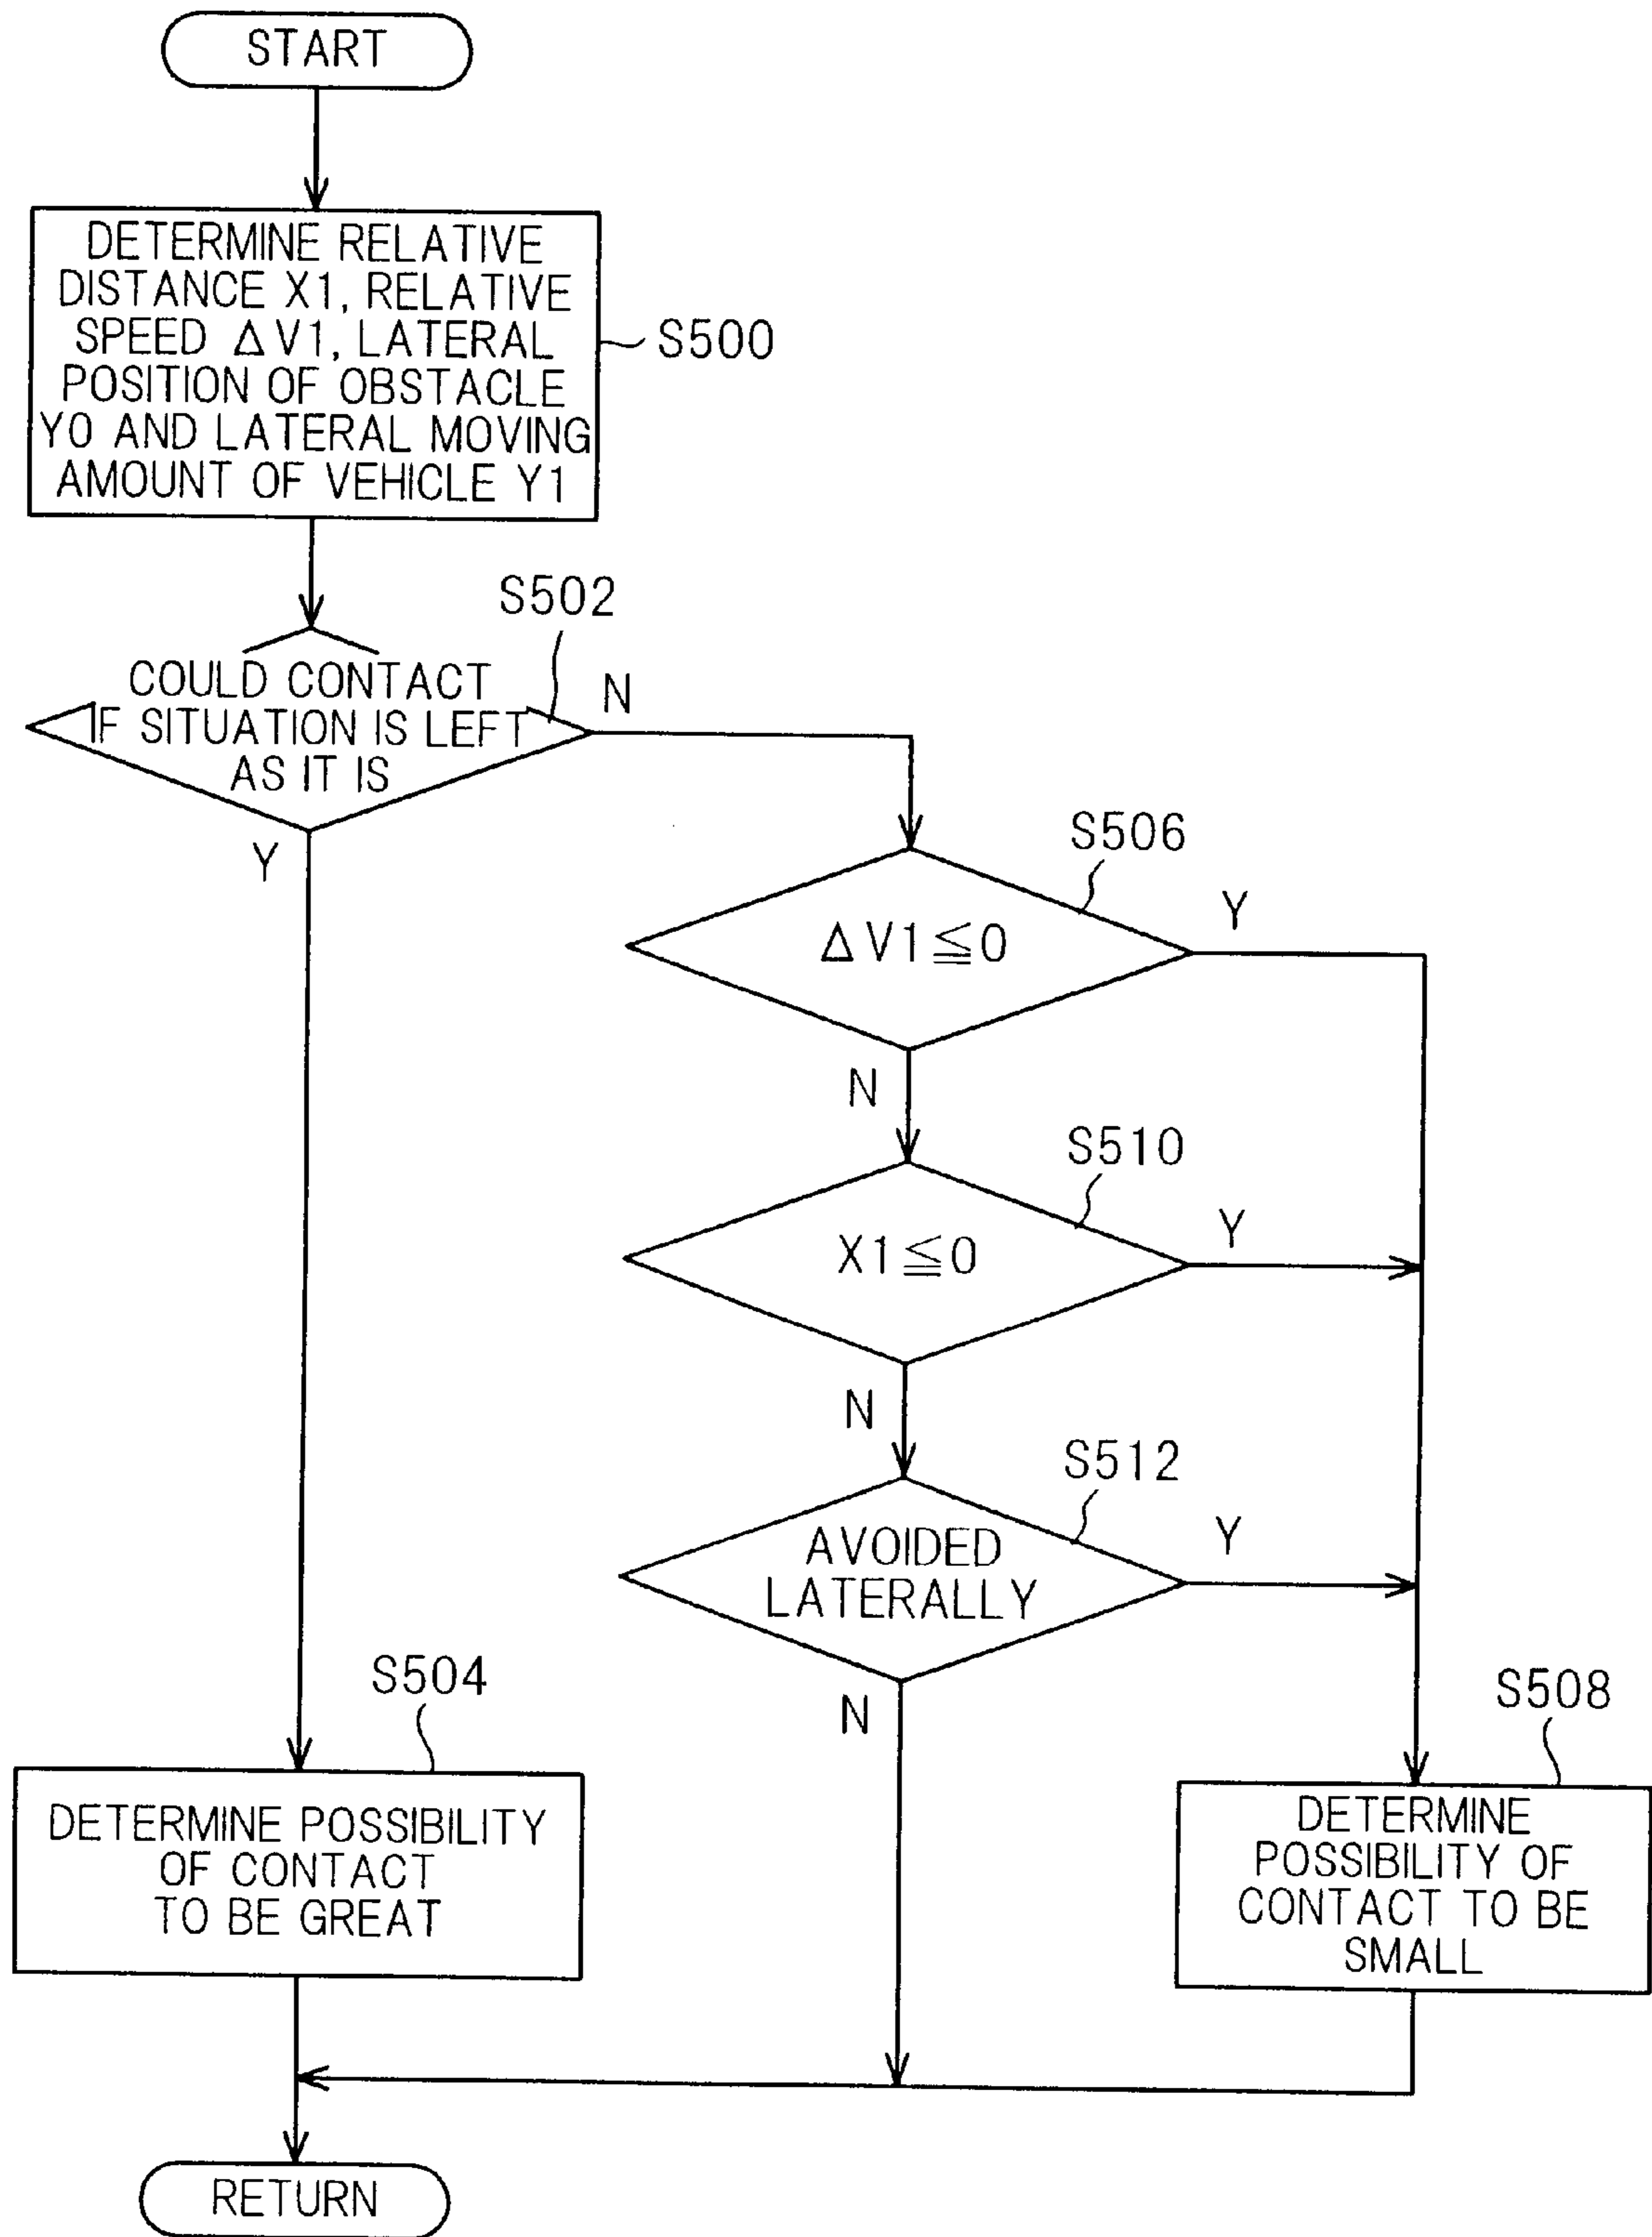 START
DETERMINE RELATIVE
DISTANCE X1, RELATIVE
SPEED ΔV1, LATERAL
POSITION OF OBSTACLE
Y0 AND LATERAL MOVING
AMOUNT OF VEHICLE Y1
S500
S502
COULD CONTACT
IF SITUATION IS LEFT
AS IT IS
N
Y
S506
ΔV1≦0
Y
N
S510
X1≦0
Y
N
S512
AVOIDED
LATERALLY
Y
N
S504
DETERMINE POSSIBILITY
OF CONTACT
TO BE GREAT
S508
DETERMINE
POSSIBILITY OF
CONTACT TO BE
SMALL
RETURN